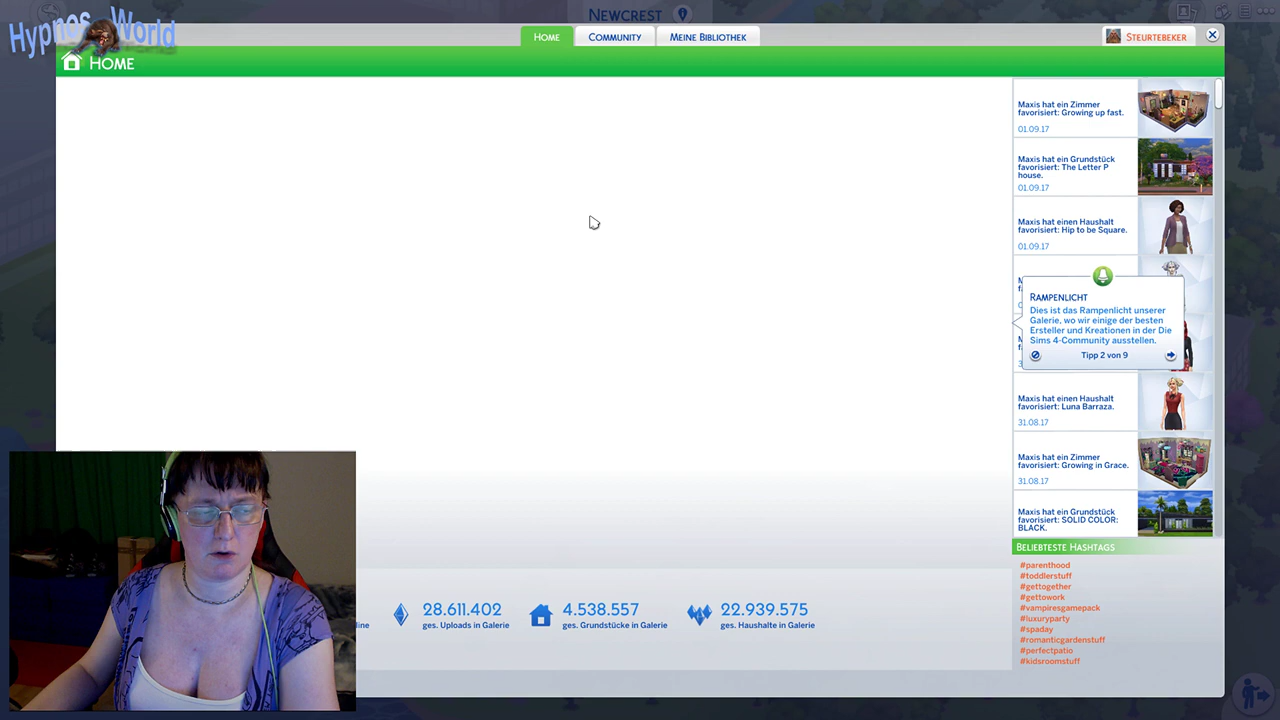 Hypnos World
NEWCREST
HOME
COMMUNITY
MEINE BIBLIOTHEK
STEURTEBEKER
HOME
Maxis hat ein Zimmer
favorisiert: Growing up fast.
01.09.17
Maxis hat ein Grundstück
favorisiert: The Letter P
house.
01.09.17
Maxis hat einen Haushalt
favorisiert: Hip to be Square.
01.09.17
RAMPENLICHT
Dies ist das Rampenlicht unserer
Galerie, wo wir einige der besten
Ersteller und Kreationen in der Die
Sims 4-Community ausstellen.
Tipp 2 von 9
Maxis hat einen Haushalt
favorisiert: Luna Barraza.
31.08.17
Maxis hat ein Zimmer
favorisiert: Growing in Grace.
31.08.17
Maxis hat ein Grundstück
favorisiert: SOLID COLOR:
BLACK.
BELIEBTESTE HASHTAGS
#parenthood
#toddlerstuff
#gettogether
#gettowork
#vampiresgamepack
#luxuryparty
#spaday
#romanticgardenstuff
#perfectpatio
#kidsroomstuff
28.611.402
ges. Uploads in Galerie
4.538.557
ges. Grundstücke in Galerie
22.939.575
ges. Haushalte in Galerie